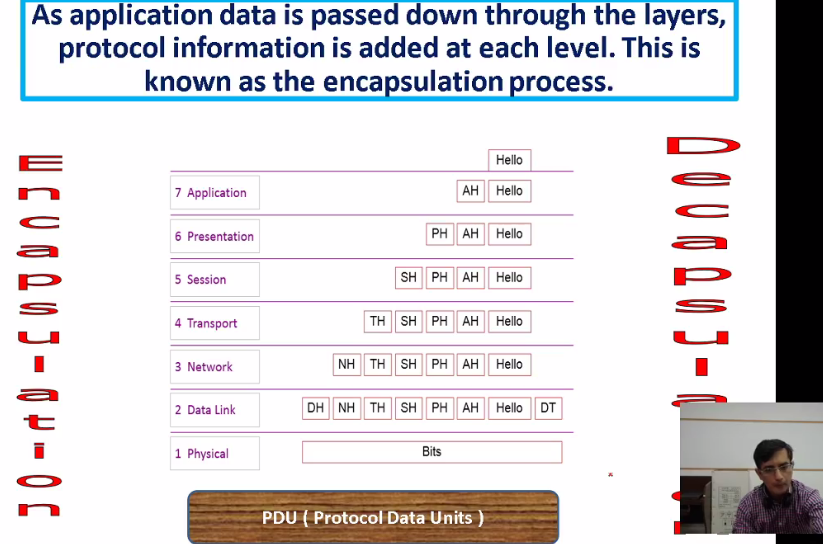 As application data is passed down through the layers,
protocol information is added at each level. This is
known as the encapsulation process.
Encapsulation
Hello
7 Application AH Hello
6 Presentation PH AH Hello
5 Session SH PH AH Hello
4 Transport TH SH PH AH Hello
3 Network NH TH SH PH AH Hello
2 Data Link DH NH TH SH PH AH Hello DT
1 Physical Bits
PDU ( Protocol Data Units )